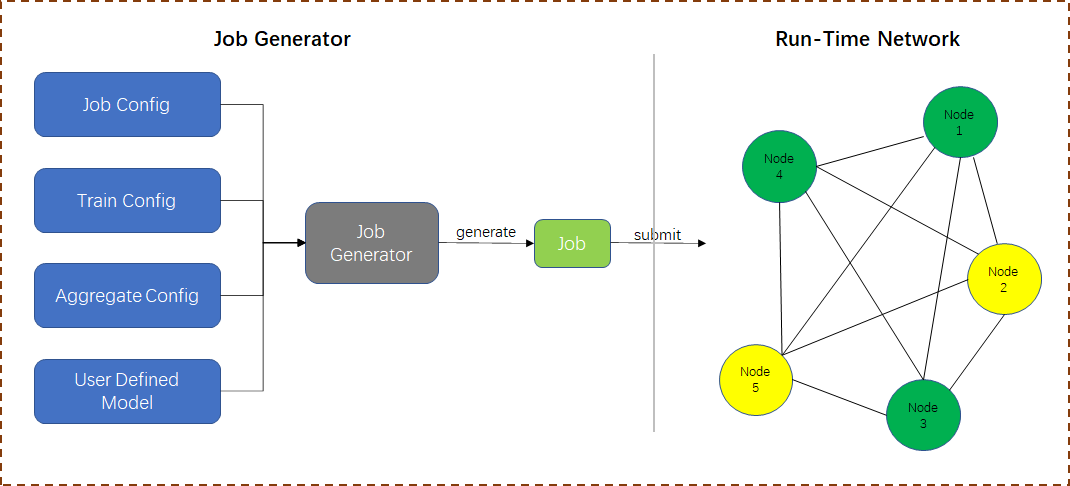 Job Generator
Run-Time Network
Job Config
Train Config
Aggregate Config
User Defined
Model
Job
Generator
generate
Job
submit
Node
1
Node
4
Node
2
Node
5
Node
3